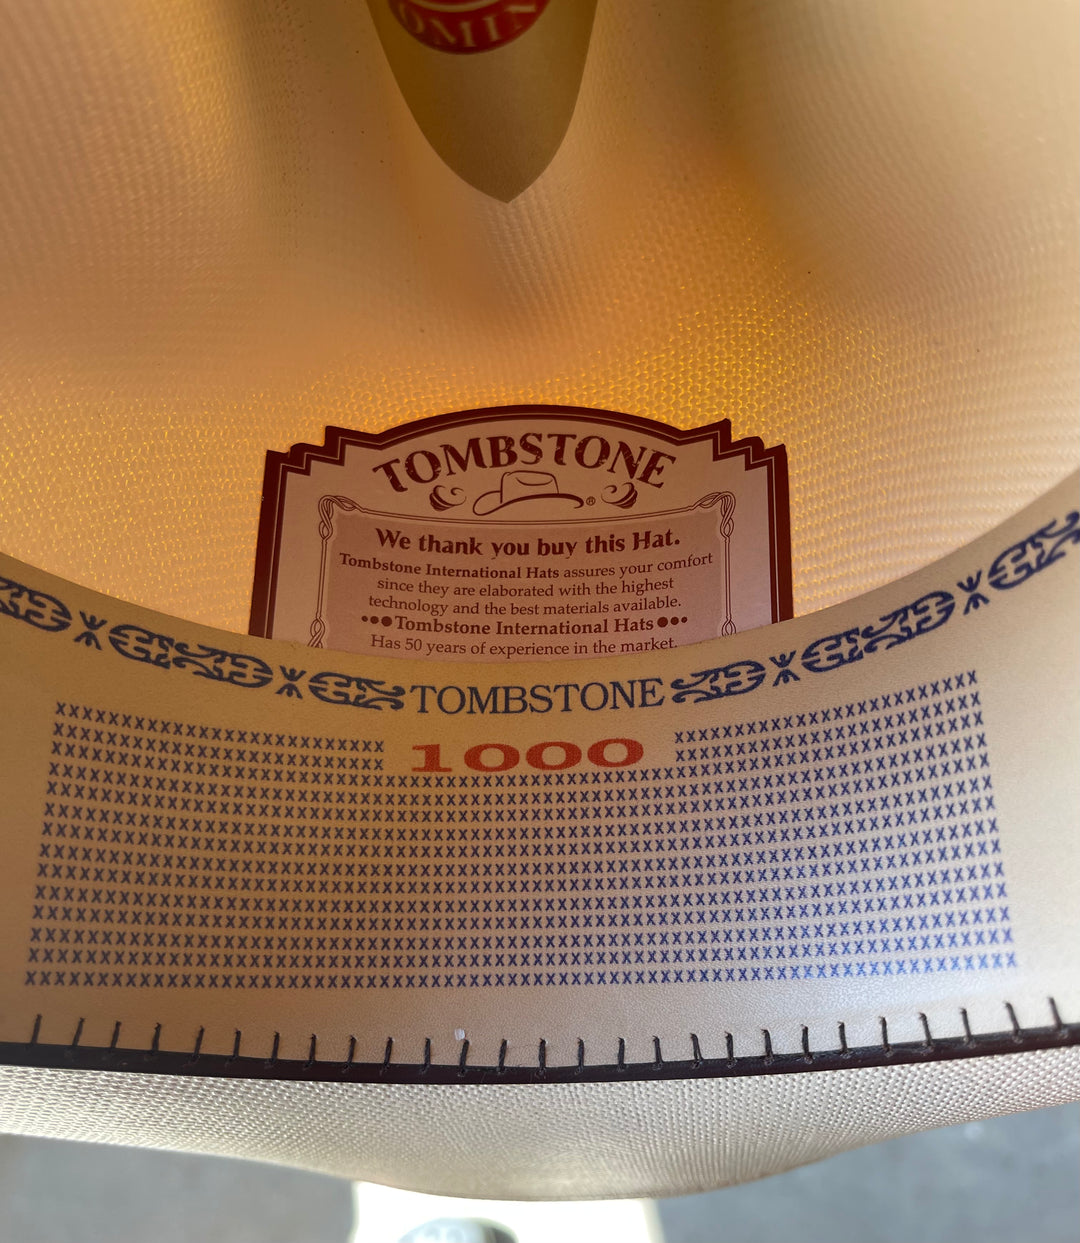 TOMBSTONE
®
We thank you buy this Hat.
Tombstone International Hats assures your comfort
since they are elaborated with the highest
technology and the best materials available.
•••Tombstone International Hats•••
Has 50 years of experience in the market.
TOMBSTONE
1000